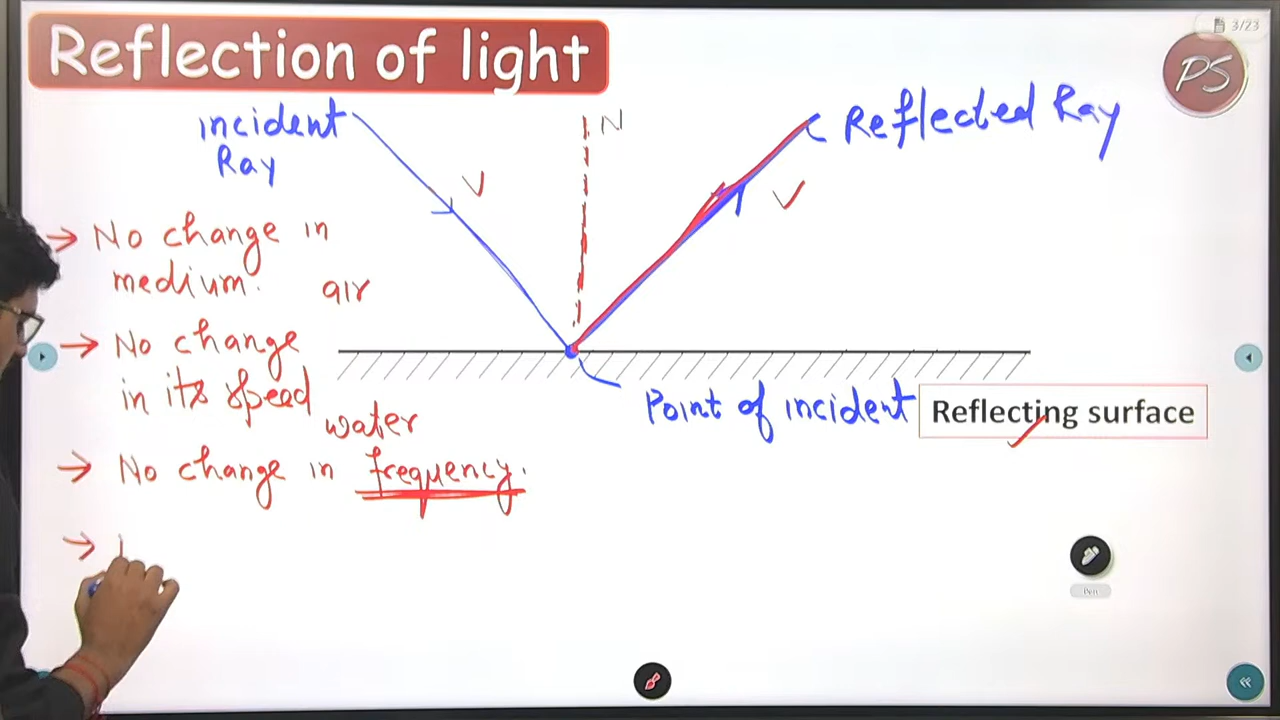 Reflection of light
3/23
PS
incident
Ray
N
Reflected Ray
V
V
→ No change in
medium.
air
→ No change
in its speed
water
Point of incident
Reflecting surface
→ No change in frequency.
→
Pen